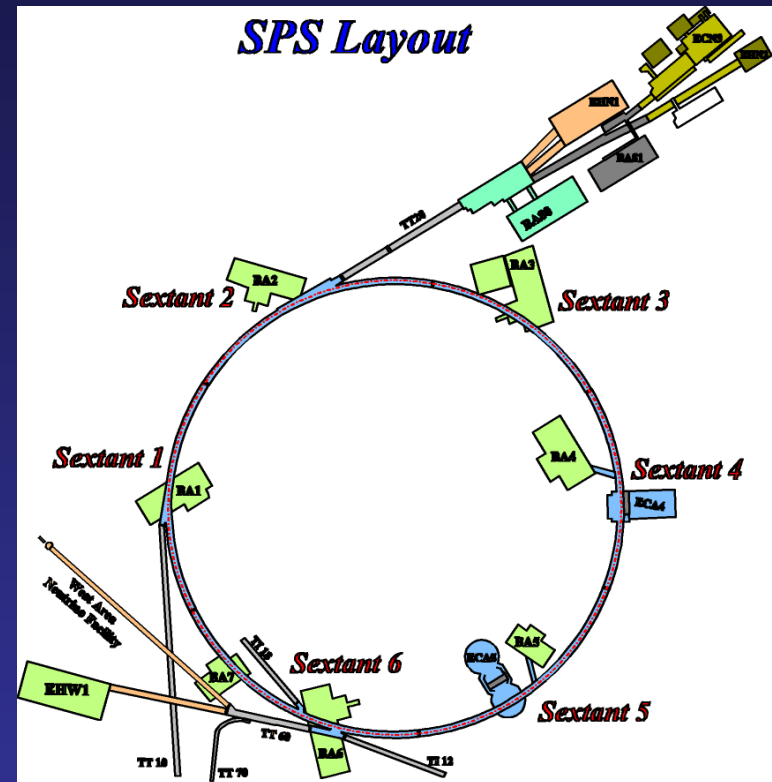 SPS Layout
ECN3
EHN2
EHN1
BA81
BA80
TT20
BA2
BA3
Sextant 2
Sextant 3
Sextant 1
BA1
BA4
Sextant 4
ECA4
West Area
Neutrino Facility
BA5
ECA5
Sextant 6
BA7
EHW1
Sextant 5
TT 60
BA6
TT 10
TT 70
TI 12